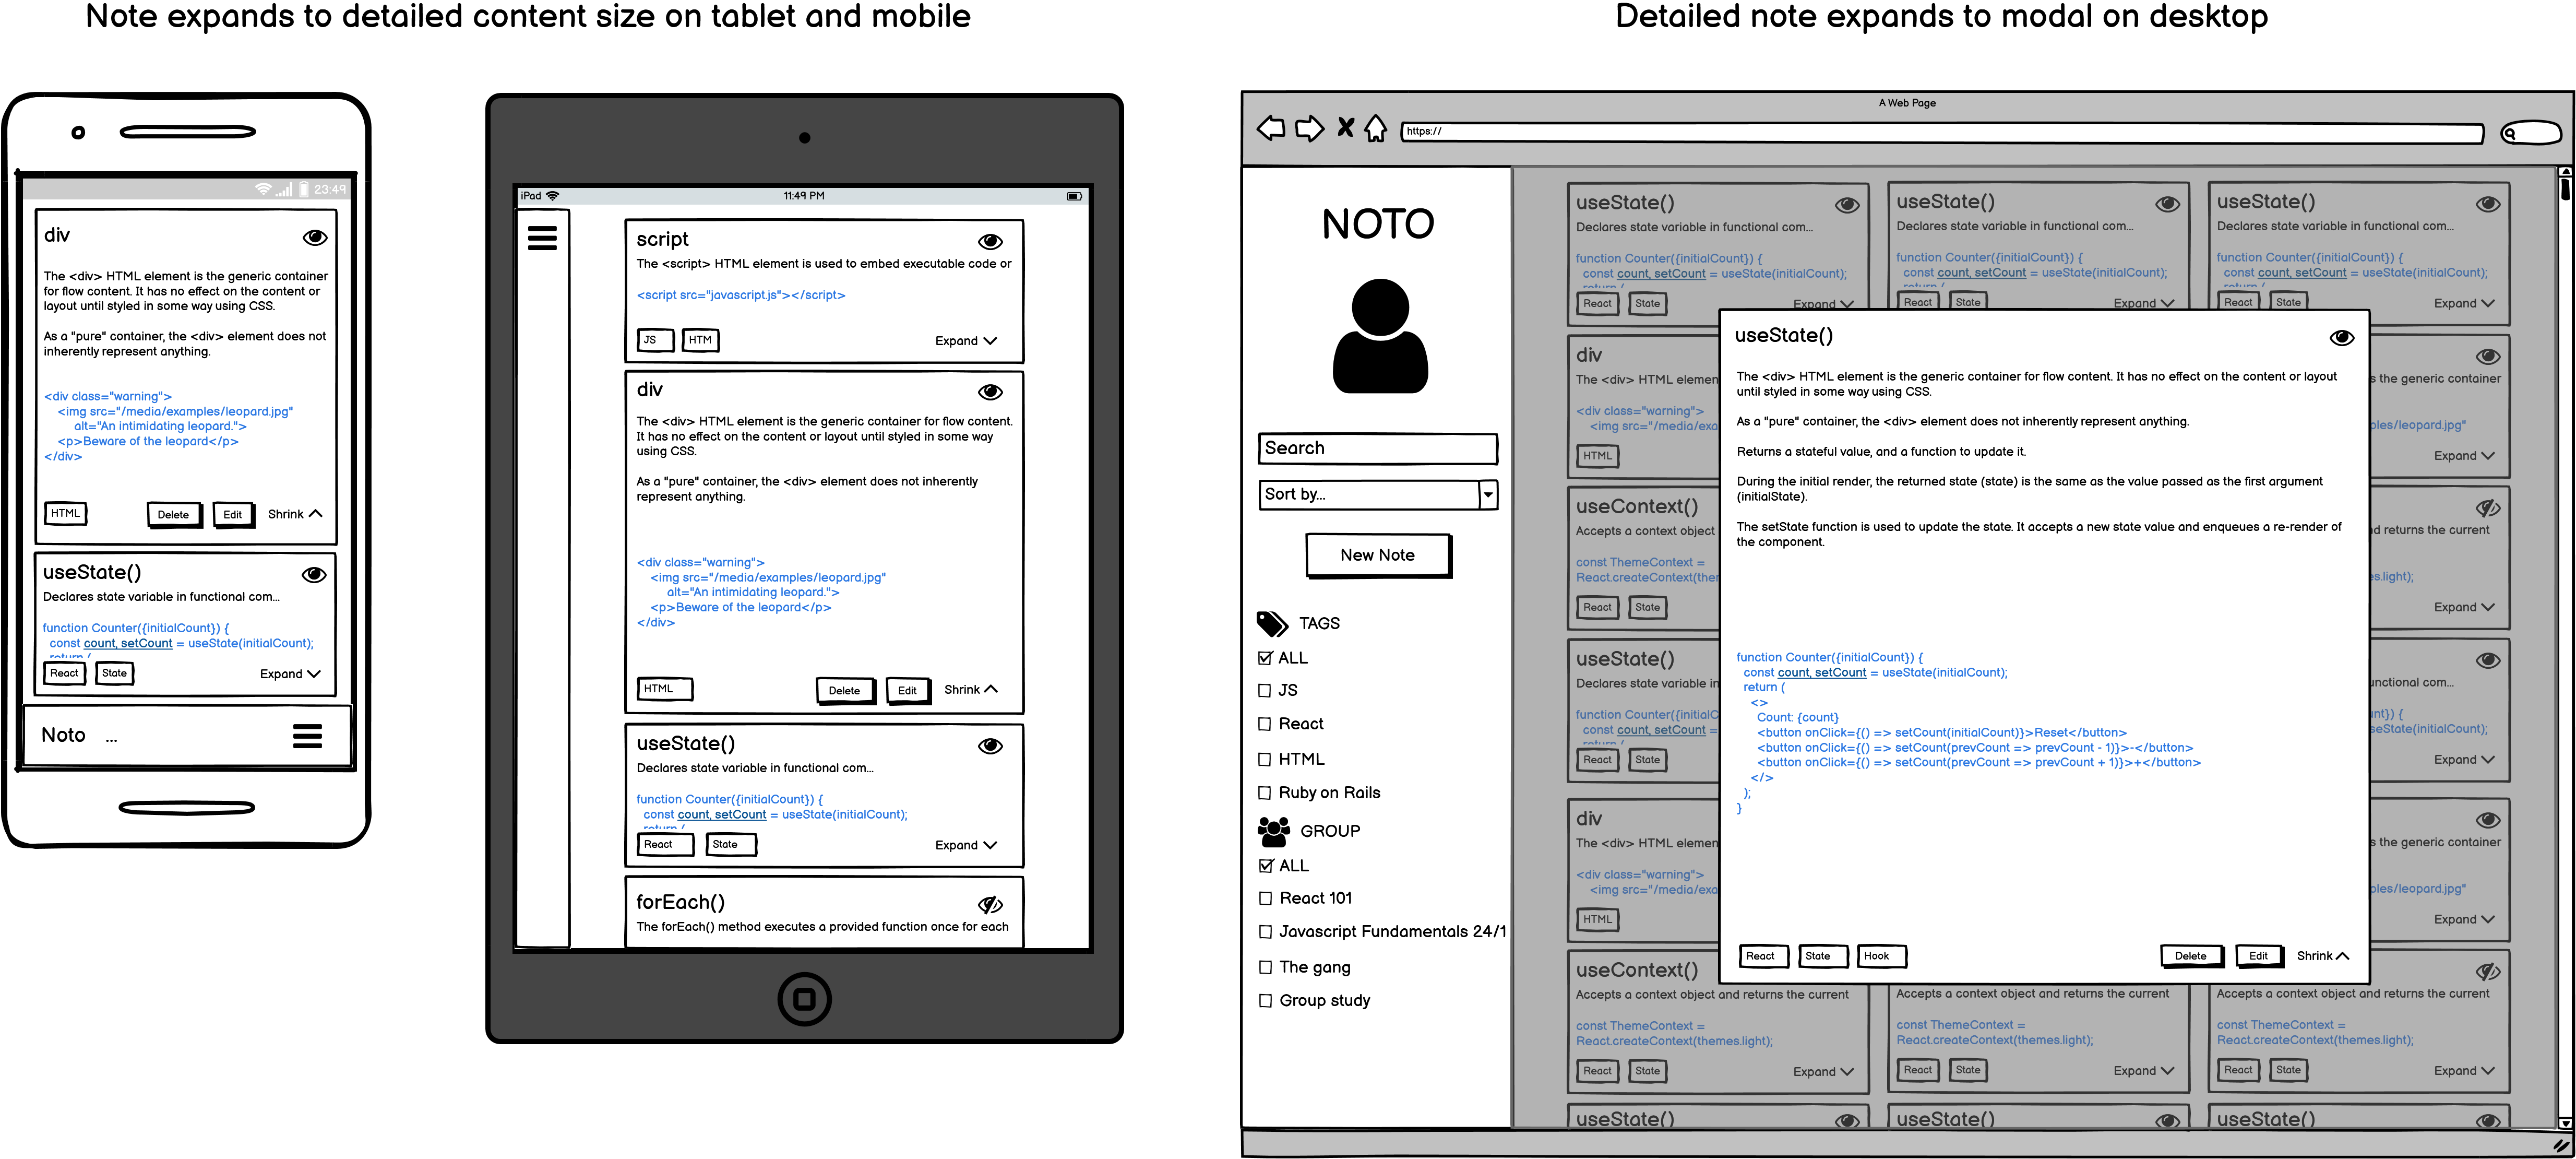 Note expands to detailed content size on tablet and mobile
Detailed note expands to modal on desktop
23:49
div
The <div> HTML element is the generic container
for flow content. It has no effect on the content or
layout until styled in some way using CSS.
As a "pure" container, the <div> element does not
inherently represent anything.
<div class="warning">
<img src="/media/examples/leopard.jpg"
alt="An intimidating leopard.">
<p>Beware of the leopard</p>
</div>
HTML Delete Edit Shrink
useState()
Declares state variable in functional com...
function Counter({initialCount}) {
const count, setCount = useState(initialCount);
return (
React State Expand
Noto ...
iPad 11:49 PM
script
The <script> HTML element is used to embed executable code or
<script src="javascript.js"></script>
JS HTM Expand
div
The <div> HTML element is the generic container for flow content.
It has no effect on the content or layout until styled in some way
using CSS.
As a "pure" container, the <div> element does not inherently
represent anything.
<div class="warning">
<img src="/media/examples/leopard.jpg"
alt="An intimidating leopard.">
<p>Beware of the leopard</p>
</div>
HTML Delete Edit Shrink
useState()
Declares state variable in functional com...
function Counter({initialCount}) {
const count, setCount = useState(initialCount);
return (
React State Expand
forEach()
The forEach() method executes a provided function once for each
A Web Page
https://
NOTO
Search
Sort by...
New Note
TAGS
ALL
JS
React
HTML
Ruby on Rails
GROUP
ALL
React 101
Javascript Fundamentals 24/1
The gang
Group study
useState() useState() useState()
Declares state variable in functional com... Declares state variable in functional com... Declares state variable in functional com...
function Counter({initialCount}) { function Counter({initialCount}) { function Counter({initialCount}) {
const count, setCount = useState(initialCount); const count, setCount = useState(initialCount); const count, setCount = useState(initialCount);
return ( return ( return (
React State Expand React State Expand React State Expand
div
The <div> HTML elemen
<div class="warning">
<img src="/media/exa
HTML
useContext()
Accepts a context object
const ThemeContext =
React.createContext(ther
React State
useState()
Declares state variable in
function Counter({initialC
const count, setCount =
React State
div
The <div> HTML elemen
<div class="warning">
<img src="/media/exa
HTML
useState()
The <div> HTML element is the generic container for flow content. It has no effect on the content or layout
until styled in some way using CSS.
As a "pure" container, the <div> element does not inherently represent anything.
Returns a stateful value, and a function to update it.
During the initial render, the returned state (state) is the same as the value passed as the first argument
(initialState).
The setState function is used to update the state. It accepts a new state value and enqueues a re-render of
the component.
function Counter({initialCount}) {
const count, setCount = useState(initialCount);
return (
<>
Count: {count}
<button onClick={() => setCount(initialCount)}>Reset</button>
<button onClick={() => setCount(prevCount => prevCount - 1)}>-</button>
<button onClick={() => setCount(prevCount => prevCount + 1)}>+</button>
</>
);
}
React State Hook Delete Edit Shrink
s the generic container
ples/leopard.jpg"
Expand
d returns the current
s.light);
Expand
unctional com...
nt}) {
seState(initialCount);
Expand
s the generic container
ples/leopard.jpg"
Expand
useContext()
Accepts a context object and returns the current Accepts a context object and returns the current Accepts a context object and returns the current
const ThemeContext = const ThemeContext = const ThemeContext =
React.createContext(themes.light); React.createContext(themes.light); React.createContext(themes.light);
React State Expand React State Expand React State Expand
useState() useState() useState()